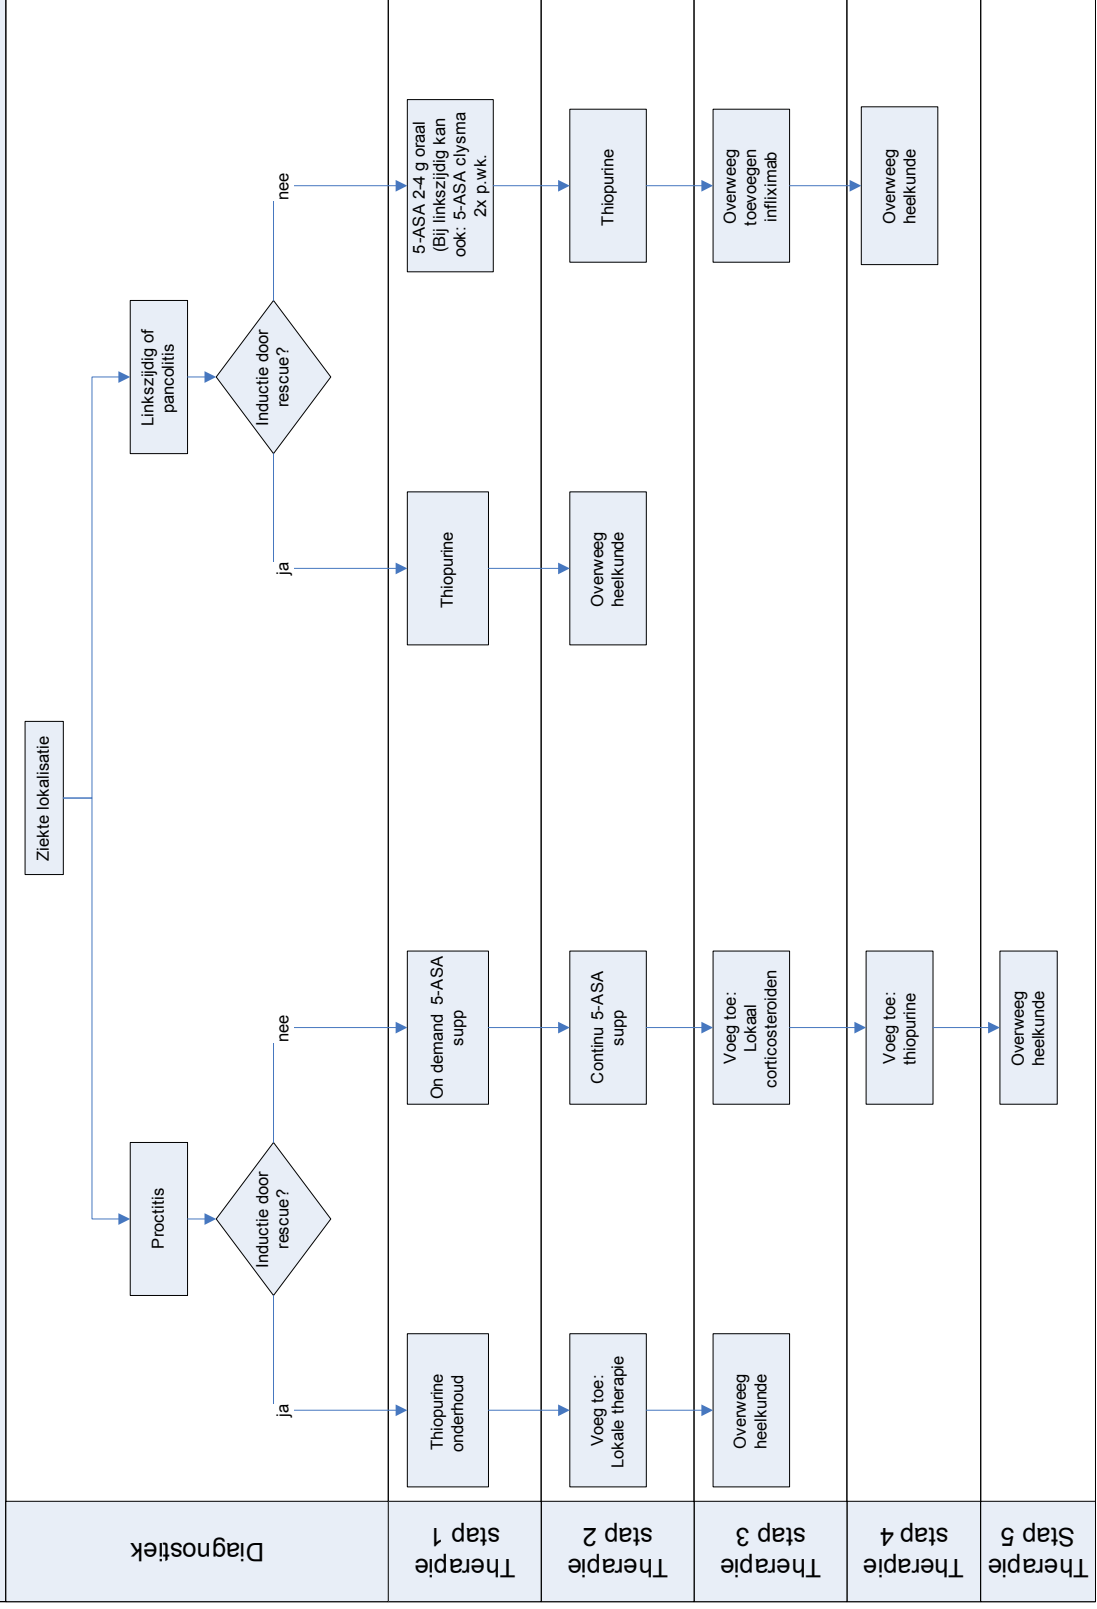 Diagnostiek
Ziekte lokalisatie
Proctitis
Linkszijdig of
pancolitis
Inductie door
rescue?
Inductie door
rescue?
ja
nee
ja
nee
Therapie
stap 1
Thiopurine
onderhoud
On demand 5-ASA
supp
Thiopurine
5-ASA 2-4 g oraal
(Bij linkszijdig kan
ook: 5-ASA clysma
2x p.wk.
Therapie
stap 2
Voeg toe:
Lokale therapie
Continu 5-ASA
supp
Overweeg
heelkunde
Thiopurine
Therapie
stap 3
Overweeg
heelkunde
Voeg toe:
Lokaal
corticosteroiden
Overweeg
toevoegen
infliximab
Therapie
stap 4
Voeg toe:
thiopurine
Overweeg
heelkunde
Therapie
Stap 5
Overweeg
heelkunde